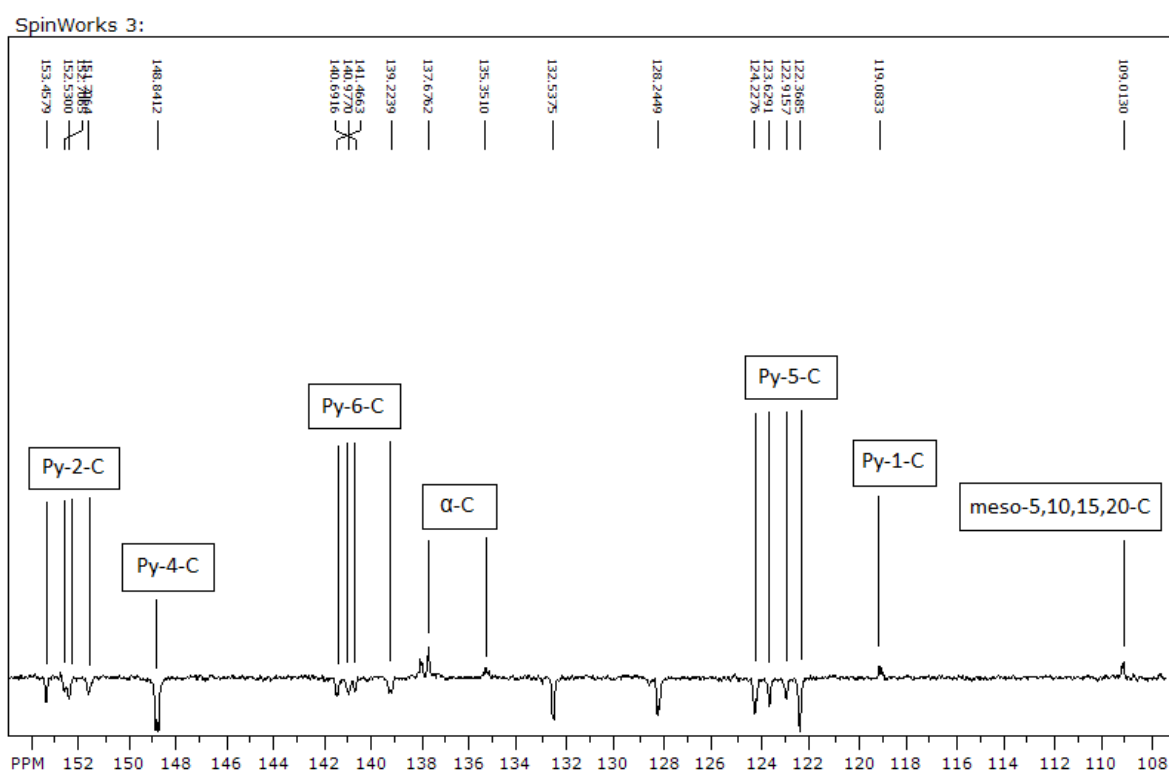 SpinWorks 3:
153.4579
152.5300
148.8412
140.6916
140.9770
141.4663
139.2239
137.6762
135.3510
132.5375
128.2449
124.2276
123.6291
122.9157
122.3685
119.0833
109.0130
Py-5-C
Py-6-C
Py-2-C
Py-1-C
α-C
meso-5,10,15,20-C
Py-4-C
PPM 152 150 148 146 144 142 140 138 136 134 132 130 128 126 124 122 120 118 116 114 112 110 108